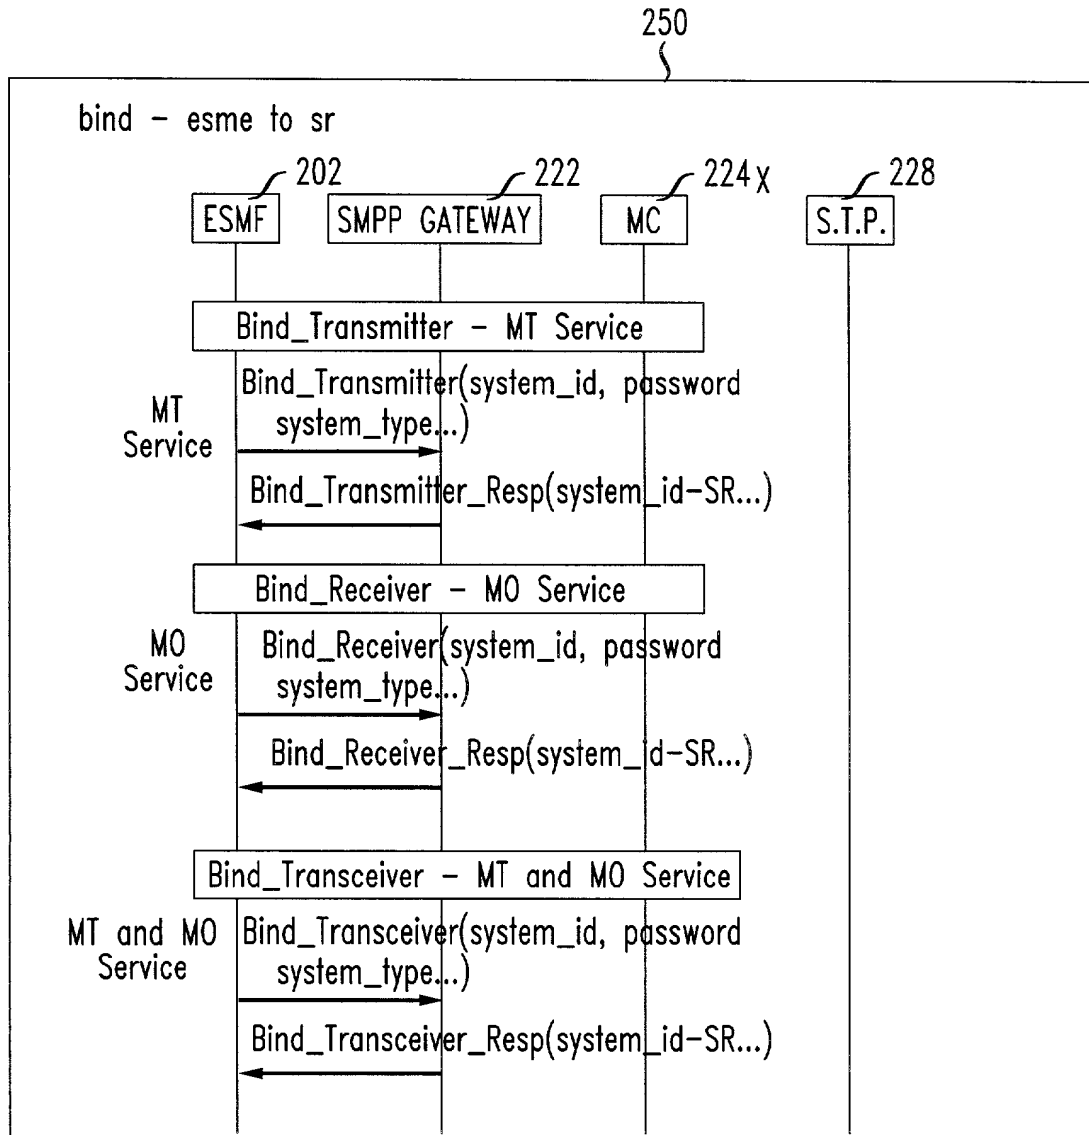 250
bind - esme to sr
202
222
224x
228
ESMF
SMPP GATEWAY
MC
S.T.P.
Bind_Transmitter - MT Service
MT
Service
Bind_Transmitter(system_id, password
system_type...)
Bind_Transmitter_Resp(system_id-SR...)
Bind_Receiver - MO Service
MO
Service
Bind_Receiver(system_id, password
system_type...)
Bind_Receiver_Resp(system_id-SR...)
Bind_Transceiver - MT and MO Service
MT and MO
Service
Bind_Transceiver(system_id, password
system_type...)
Bind_Transceiver_Resp(system_id-SR...)